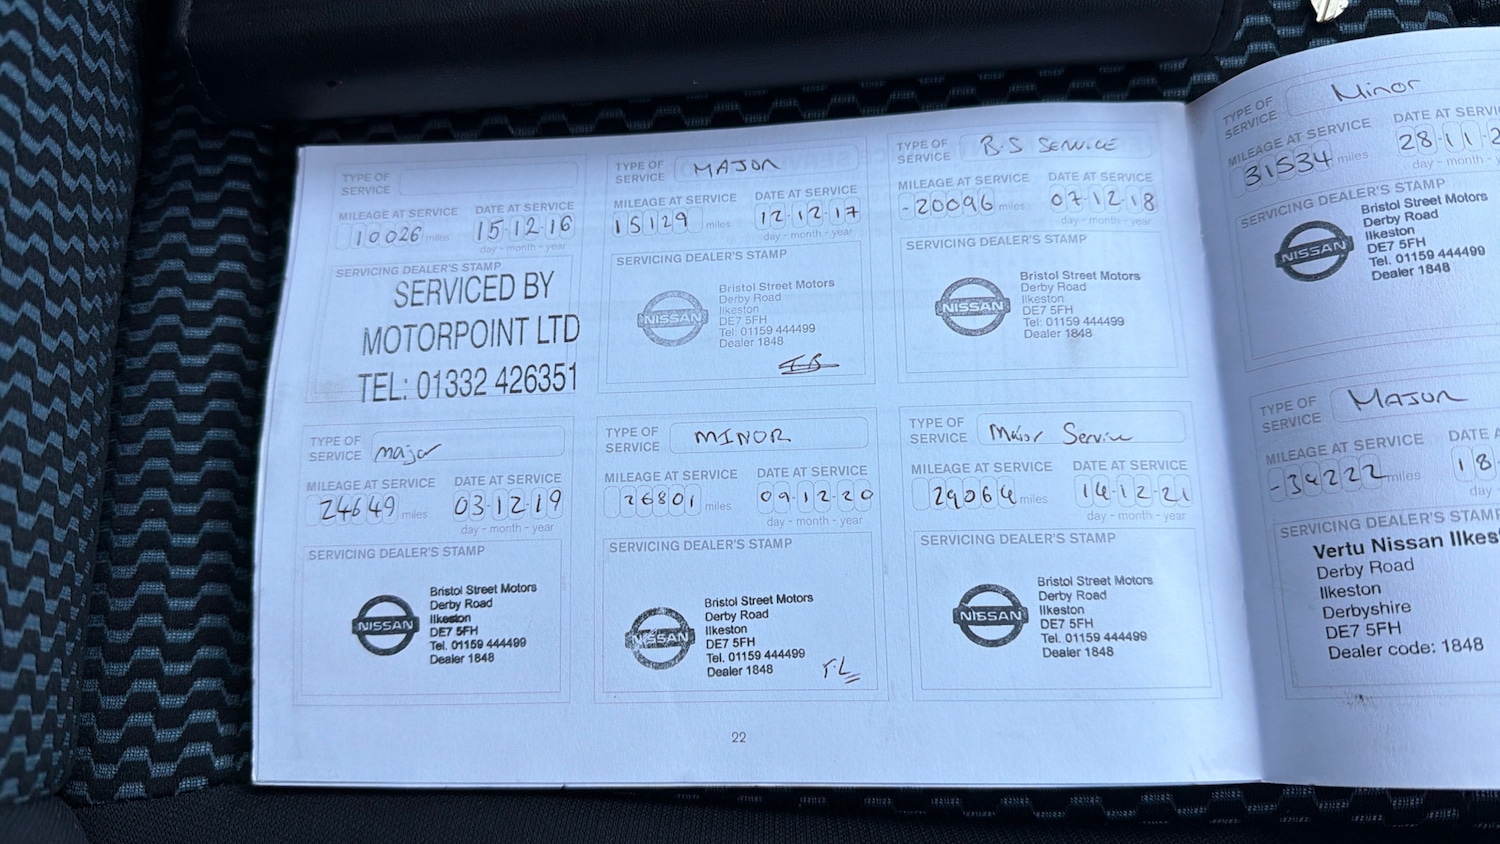 TYPE OF
SERVICE
MILEAGE AT SERVICE DATE AT SERVICE
10026 miles 15-12-16
day - month - year
SERVICING DEALER'S STAMP
SERVICED BY
MOTORPOINT LTD
TEL: 01332 426351
TYPE OF
SERVICE MAJOR
MILEAGE AT SERVICE DATE AT SERVICE
15129 miles 12-12-17
day - month - year
SERVICING DEALER'S STAMP
NISSAN
Bristol Street Motors
Derby Road
Ilkeston
DE7 5FH
Tel: 01159 444499
Dealer 1848
TYPE OF
SERVICE B.S SERVICE
MILEAGE AT SERVICE DATE AT SERVICE
-20096 miles 07-12-18
day - month - year
SERVICING DEALER'S STAMP
NISSAN
Bristol Street Motors
Derby Road
Ilkeston
DE7 5FH
Tel: 01159 444499
Dealer 1848
TYPE OF
SERVICE major
MILEAGE AT SERVICE DATE AT SERVICE
24649 miles 03-12-19
day - month - year
SERVICING DEALER'S STAMP
NISSAN
Bristol Street Motors
Derby Road
Ilkeston
DE7 5FH
Tel. 01159 444499
Dealer 1848
TYPE OF
SERVICE MINOR
MILEAGE AT SERVICE DATE AT SERVICE
26801 miles 09-12-20
day - month - year
SERVICING DEALER'S STAMP
NISSAN
Bristol Street Motors
Derby Road
Ilkeston
DE7 5FH
Tel. 01159 444499
Dealer 1848
T.L
TYPE OF
SERVICE Major Service
MILEAGE AT SERVICE DATE AT SERVICE
29064 miles 14-12-21
day - month - year
SERVICING DEALER'S STAMP
NISSAN
Bristol Street Motors
Derby Road
Ilkeston
DE7 5FH
Tel. 01159 444499
Dealer 1848
22
TYPE OF
SERVICE Minor
MILEAGE AT SERVICE DATE AT SERVI
31534 miles 28-11-2
day - month - y
SERVICING DEALER'S STAMP
NISSAN
Bristol Street Motors
Derby Road
Ilkeston
DE7 5FH
Tel. 01159 444499
Dealer 1848
TYPE OF
SERVICE MAJOR
MILEAGE AT SERVICE DATE A
-34222 miles 18-
day
SERVICING DEALER'S STAMP
Vertu Nissan Ilkes
Derby Road
Ilkeston
Derbyshire
DE7 5FH
Dealer code: 1848